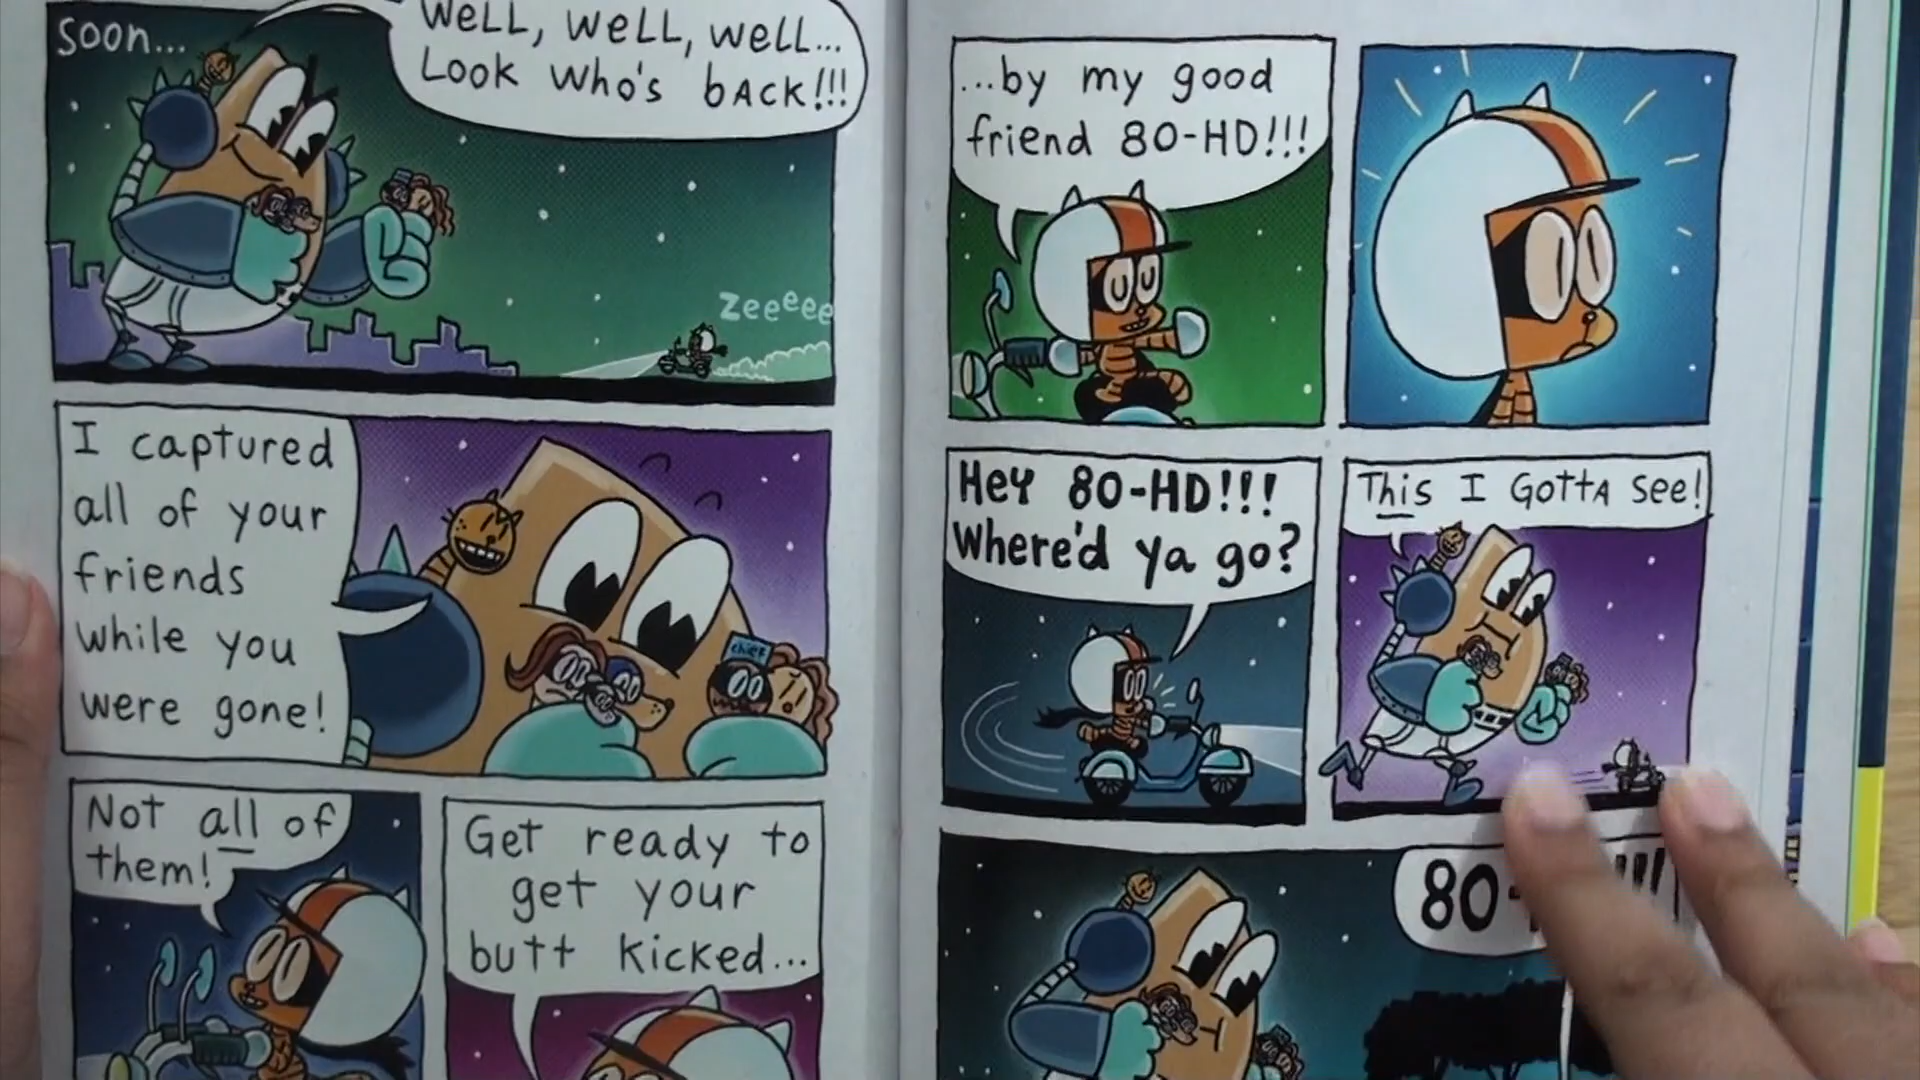 Soon...
Well, well, well...
Look who's back!!!
Zeeeee
I captured
all of your
friends
while you
were gone!
chief
Not all of
them!
Get ready to
get your
butt kicked...
...by my good
friend 80-HD!!!
Hey 80-HD!!!
Where'd ya go?
This I Gotta See!
80-